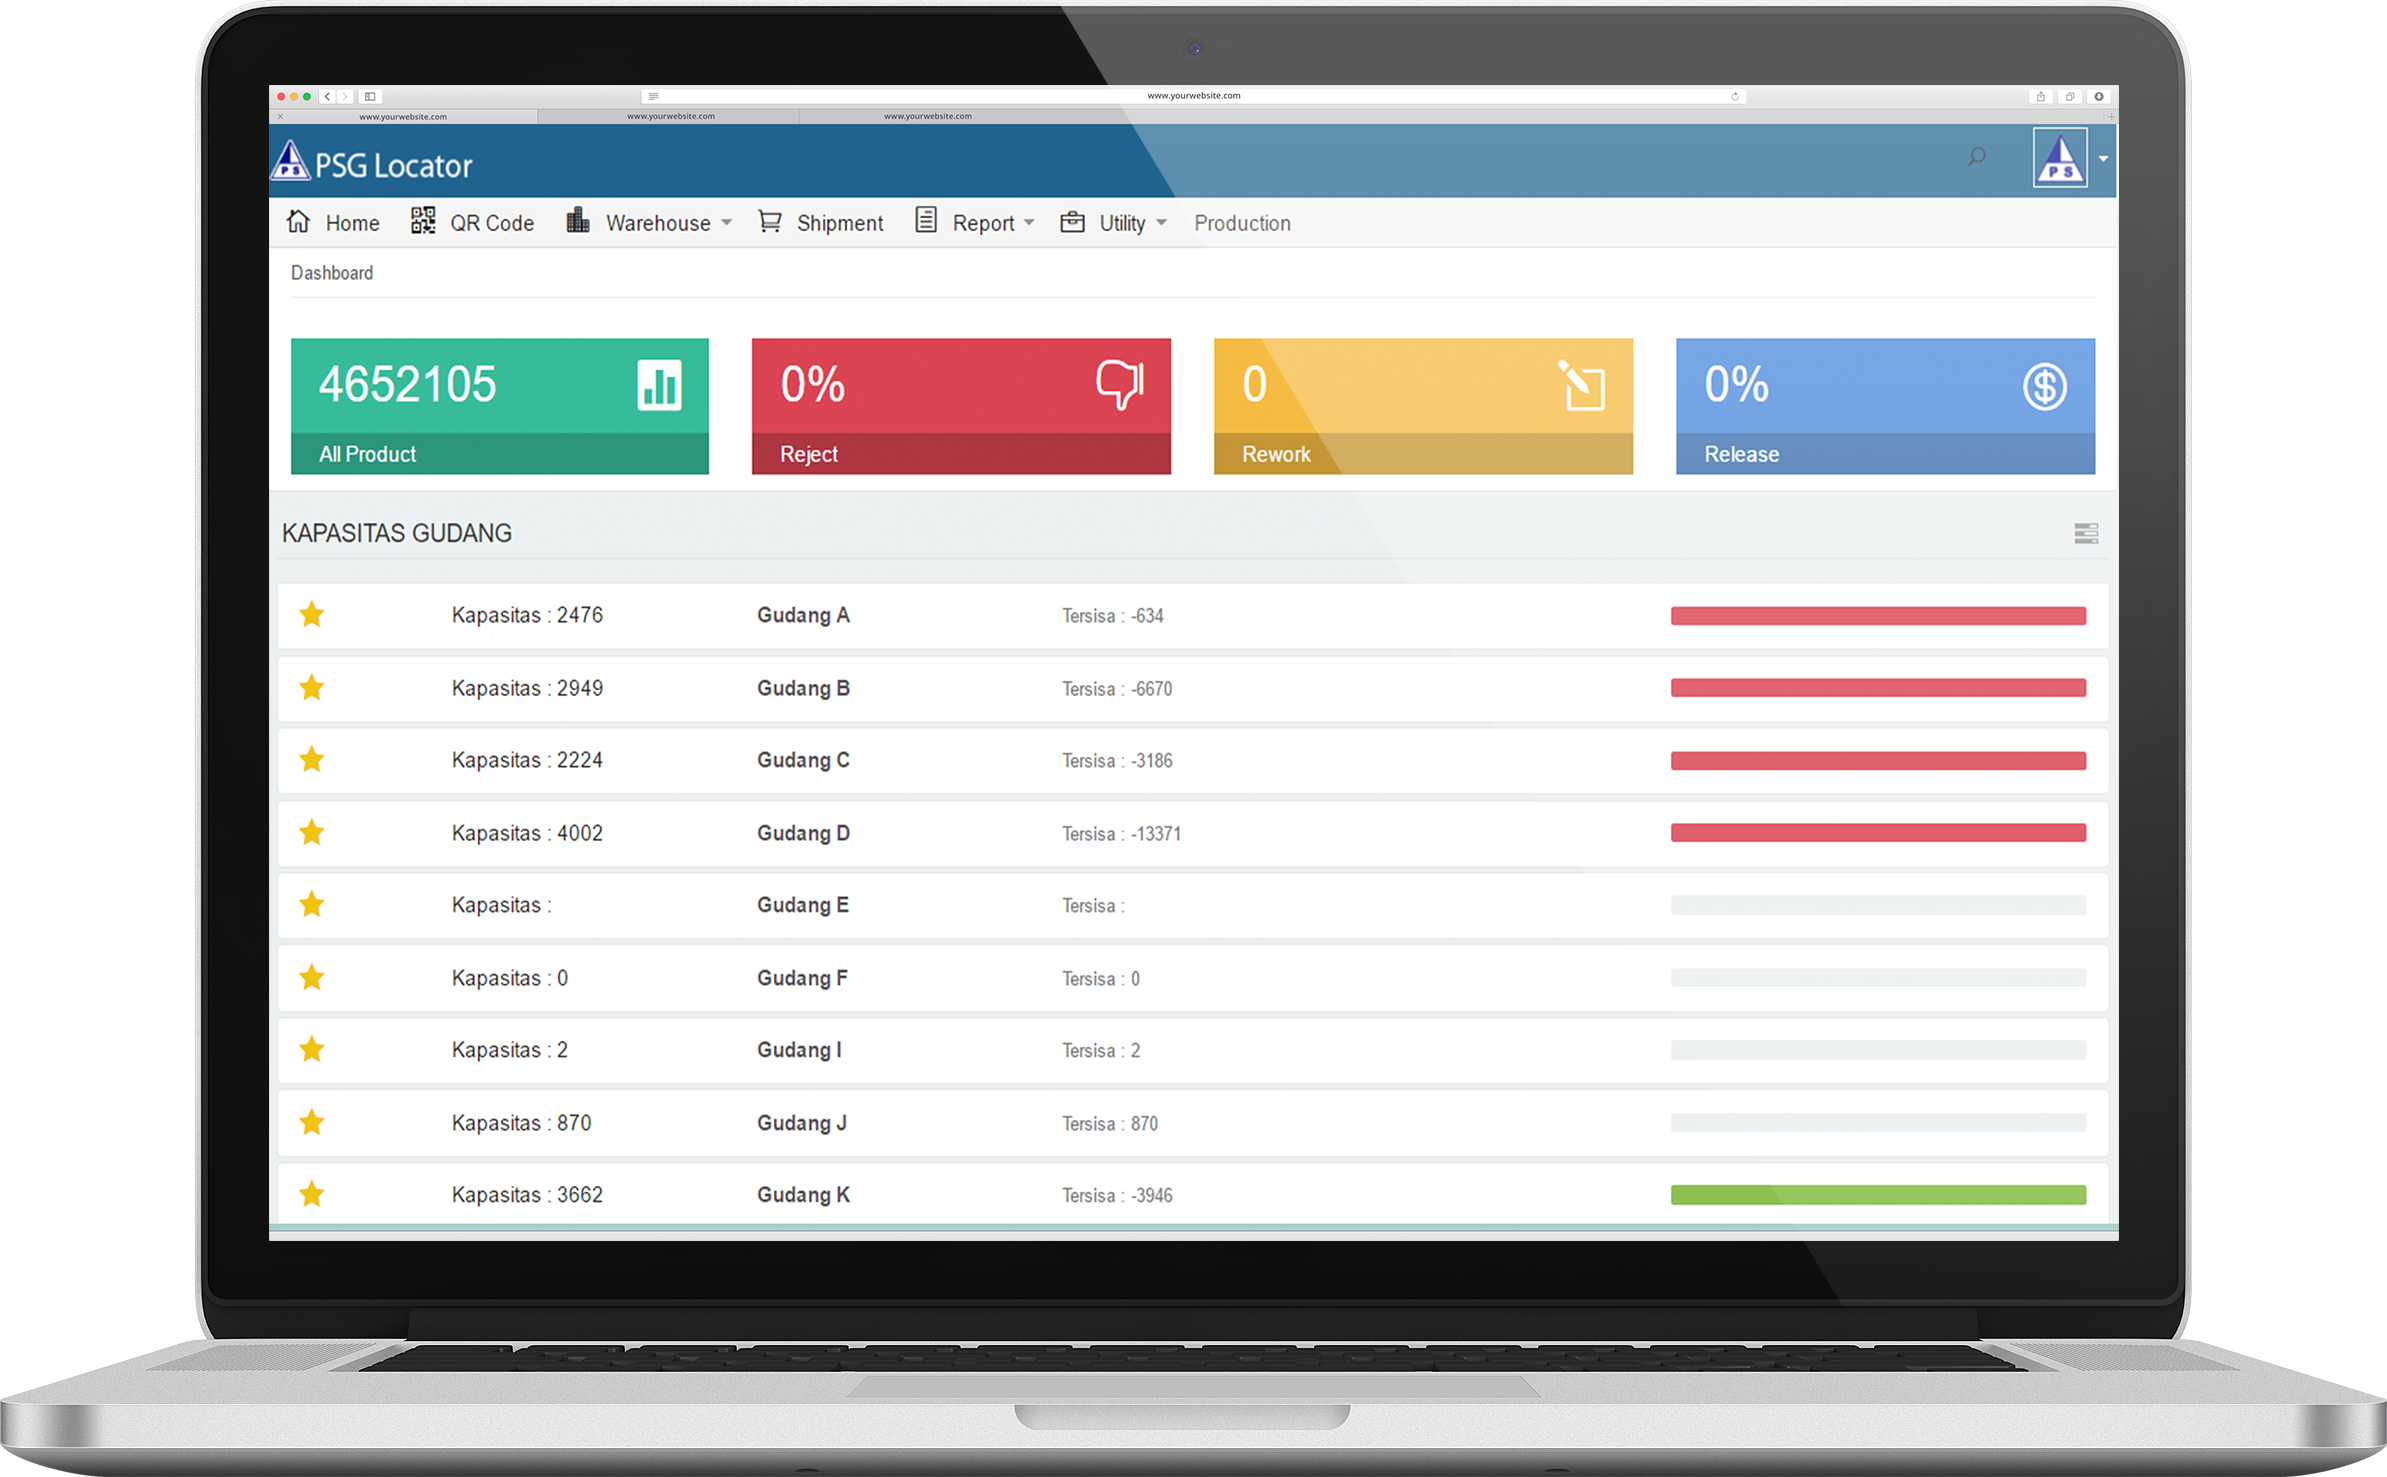 www.yourwebsite.com
www.yourwebsite.com www.yourwebsite.com www.yourwebsite.com
PS PSG Locator PS
Home QR Code Warehouse Shipment Report Utility Production
Dashboard
4652105 0% 0 0%
All Product Reject Rework Release
KAPASITAS GUDANG
Kapasitas : 2476 Gudang A Tersisa : -634
Kapasitas : 2949 Gudang B Tersisa : -6670
Kapasitas : 2224 Gudang C Tersisa : -3186
Kapasitas : 4002 Gudang D Tersisa : -13371
Kapasitas : Gudang E Tersisa :
Kapasitas : 0 Gudang F Tersisa : 0
Kapasitas : 2 Gudang I Tersisa : 2
Kapasitas : 870 Gudang J Tersisa : 870
Kapasitas : 3662 Gudang K Tersisa : -3946